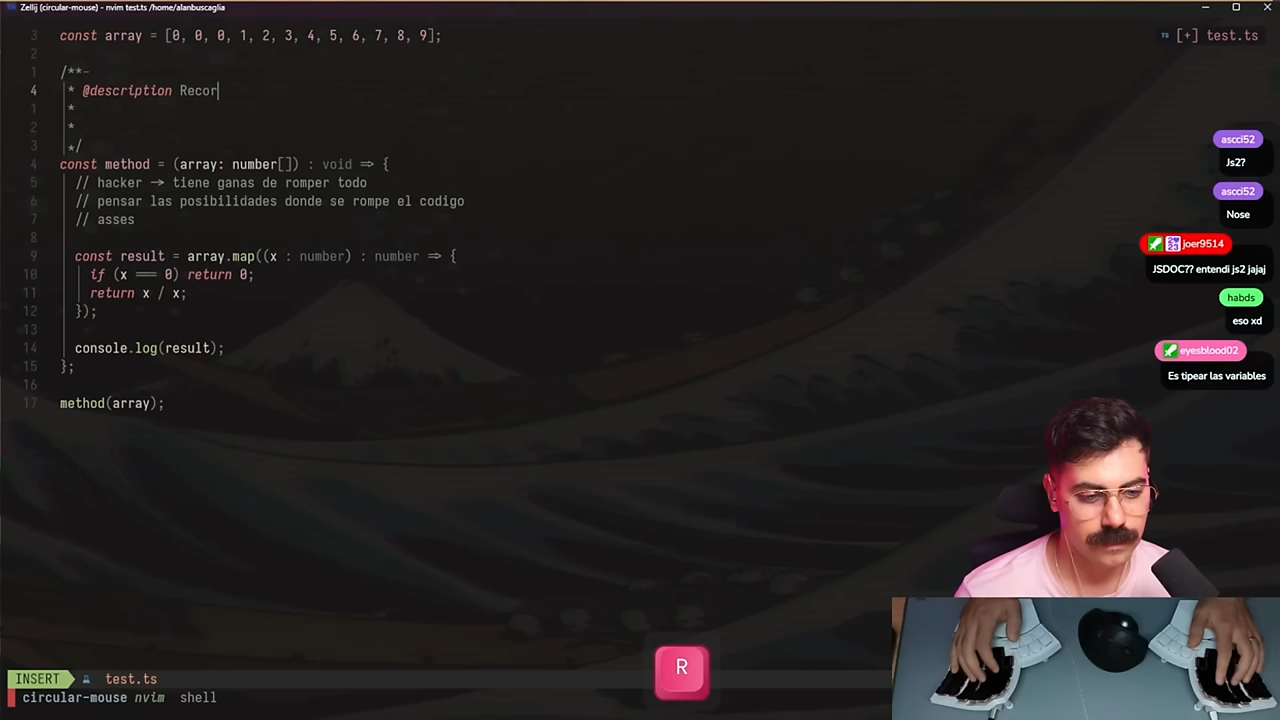 Zellij (circular-mouse) - nvim test.ts /home/alanbuscaglia
3 const array = [0, 0, 0, 1, 2, 3, 4, 5, 6, 7, 8, 9];
TS [+] test.ts
2
1 /**-
4 * @description Recor
1 *
2 *
3 */
4 const method = (array: number[]) : void => {
5 // hacker -> tiene ganas de romper todo
6 // pensar las posibilidades donde se rompe el codigo
7 // asses
8
9 const result = array.map((x : number) : number => {
10 if (x === 0) return 0;
11 return x / x;
12 });
13
14 console.log(result);
15 };
16
17 method(array);
ascci52
Js2?
ascci52
Nose
joer9514
JSDOC?? entendi js2 jajaj
habds
eso xd
eyesblood02
Es tipear las variables
R
INSERT test.ts
circular-mouse nvim shell